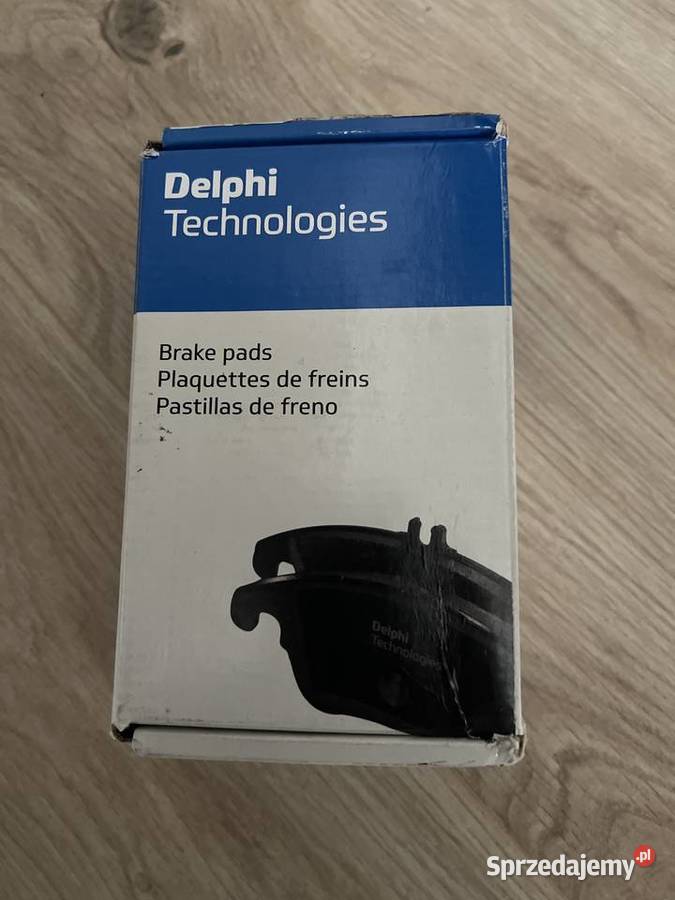 Delphi
Technologies
Brake pads
Plaquettes de freins
Pastillas de freno
Delphi
Technologies
Sprzedajemy.pl